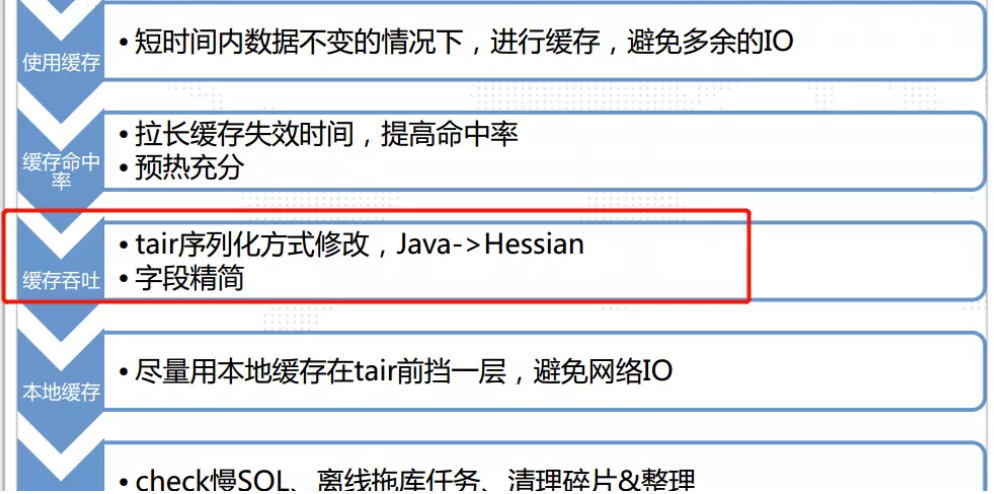 使用缓存
• 短时间内数据不变的情况下，进行缓存，避免多余的IO
缓存命中
率
• 拉长缓存失效时间，提高命中率
• 预热充分
缓存吞吐
• tair序列化方式修改，Java->Hessian
• 字段精简
本地缓存
• 尽量用本地缓存在tair前挡一层，避免网络IO
• check慢SQL、离线拖库任务、清理碎片&整理